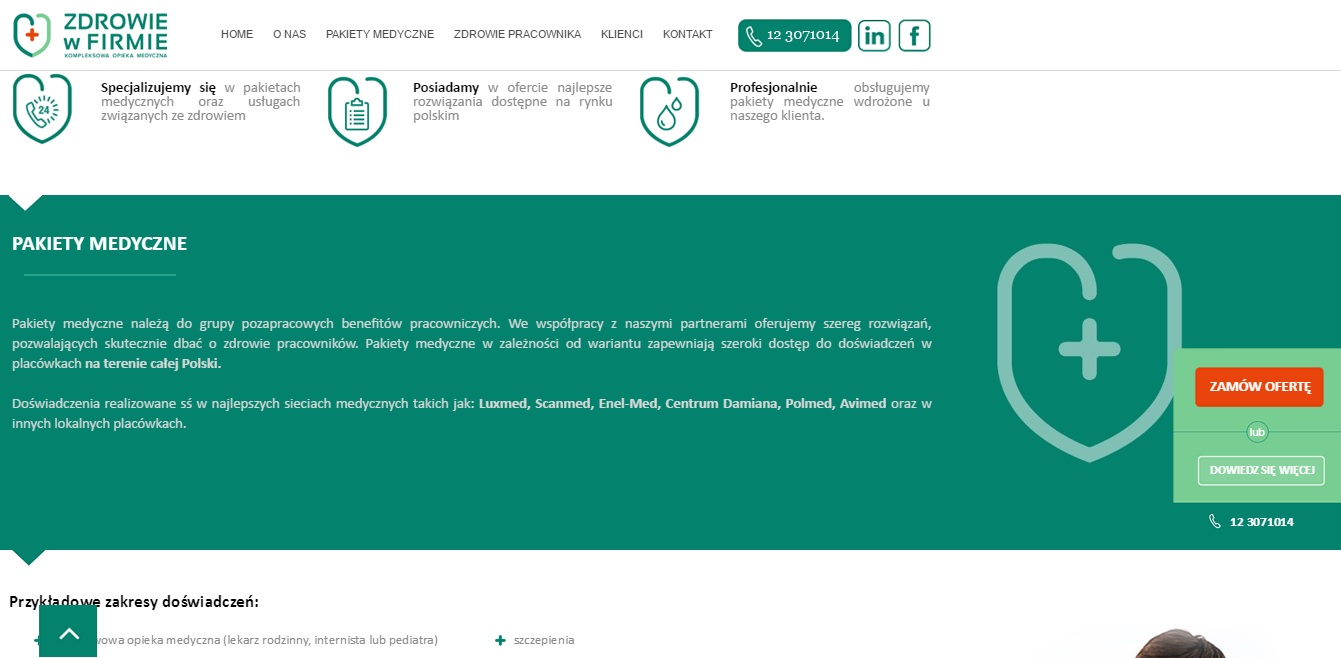 ZDROWIE
w FIRMIE
KOMPLEKSOWA OPIEKA MEDYCZNA
HOME O NAS PAKIETY MEDYCZNE ZDROWIE PRACOWNIKA KLIENCI KONTAKT
12 3071014
in f
24
Specjalizujemy się w pakietach
medycznych oraz usługach
związanych ze zdrowiem
Posiadamy w ofercie najlepsze
rozwiązania dostępne na rynku
polskim
Profesjonalnie obsługujemy
pakiety medyczne wdrożone u
naszego klienta.
PAKIETY MEDYCZNE
Pakiety medyczne należą do grupy pozapracowych benefitów pracowniczych. We współpracy z naszymi partnerami oferujemy szereg rozwiązań,
pozwalających skutecznie dbać o zdrowie pracowników. Pakiety medyczne w zależności od wariantu zapewniają szeroki dostęp do doświadczeń w
placówkach na terenie całej Polski.
Doświadczenia realizowane sś w najlepszych sieciach medycznych takich jak: Luxmed, Scanmed, Enel-Med, Centrum Damiana, Polmed, Avimed oraz w
innych lokalnych placówkach.
ZAMÓW OFERTĘ
lub
DOWIEDZ SIĘ WIĘCEJ
12 3071014
Przykładowe zakresy doświadczeń:
opieka medyczna (lekarz rodzinny, internista lub pediatra)
szczepienia